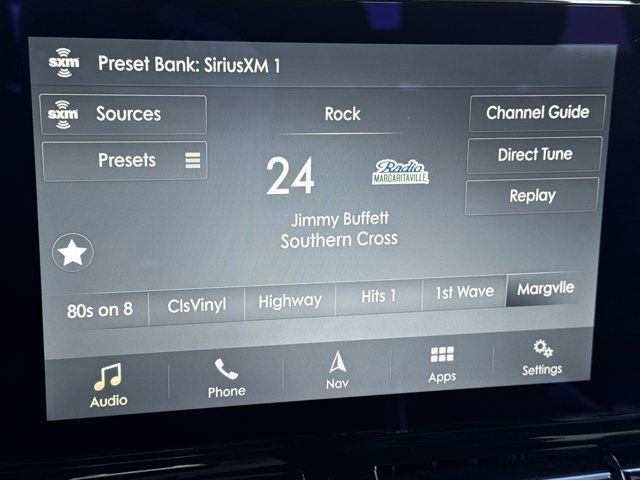 sxm Preset Bank: SiriusXM 1
sxm Sources
Rock
Channel Guide
Presets
Direct Tune
24
Radio
MARGARITAVILLE
Replay
Jimmy Buffett
Southern Cross
80s on 8 ClsVinyl Highway Hits 1 1st Wave Margvlle
Audio Phone Nav Apps Settings